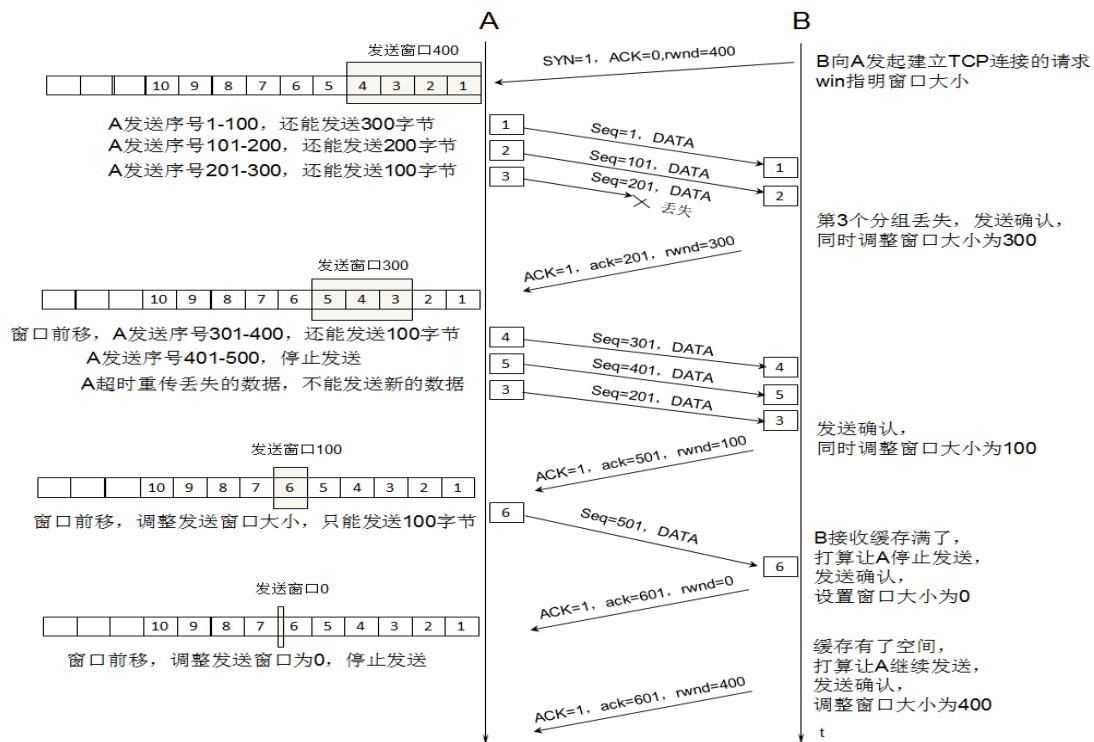 A
B
SYN=1，ACK=0,rwnd=400
B向A发起建立TCP连接的请求
win指明窗口大小
发送窗口400
10 9 8 7 6 5 4 3 2 1
A发送序号1-100，还能发送300字节
A发送序号101-200，还能发送200字节
A发送序号201-300，还能发送100字节
1
Seq=1，DATA
1
2
Seq=101，DATA
2
3
Seq=201，DATA
丢失
第3个分组丢失，发送确认，
同时调整窗口大小为300
ACK=1，ack=201，rwnd=300
发送窗口300
10 9 8 7 6 5 4 3 2 1
窗口前移，A发送序号301-400，还能发送100字节
A发送序号401-500，停止发送
A超时重传丢失的数据，不能发送新的数据
4
Seq=301，DATA
4
5
Seq=401，DATA
5
3
Seq=201，DATA
3
发送确认，
同时调整窗口大小为100
ACK=1，ack=501，rwnd=100
发送窗口100
10 9 8 7 6 5 4 3 2 1
窗口前移，调整发送窗口大小，只能发送100字节
6
Seq=501，DATA
6
B接收缓存满了，
打算让A停止发送，
发送确认，
设置窗口大小为0
ACK=1，ack=601，rwnd=0
发送窗口0
10 9 8 7 6 5 4 3 2 1
窗口前移，调整发送窗口为0，停止发送
缓存有了空间，
打算让A继续发送，
发送确认，
调整窗口大小为400
ACK=1，ack=601，rwnd=400
t